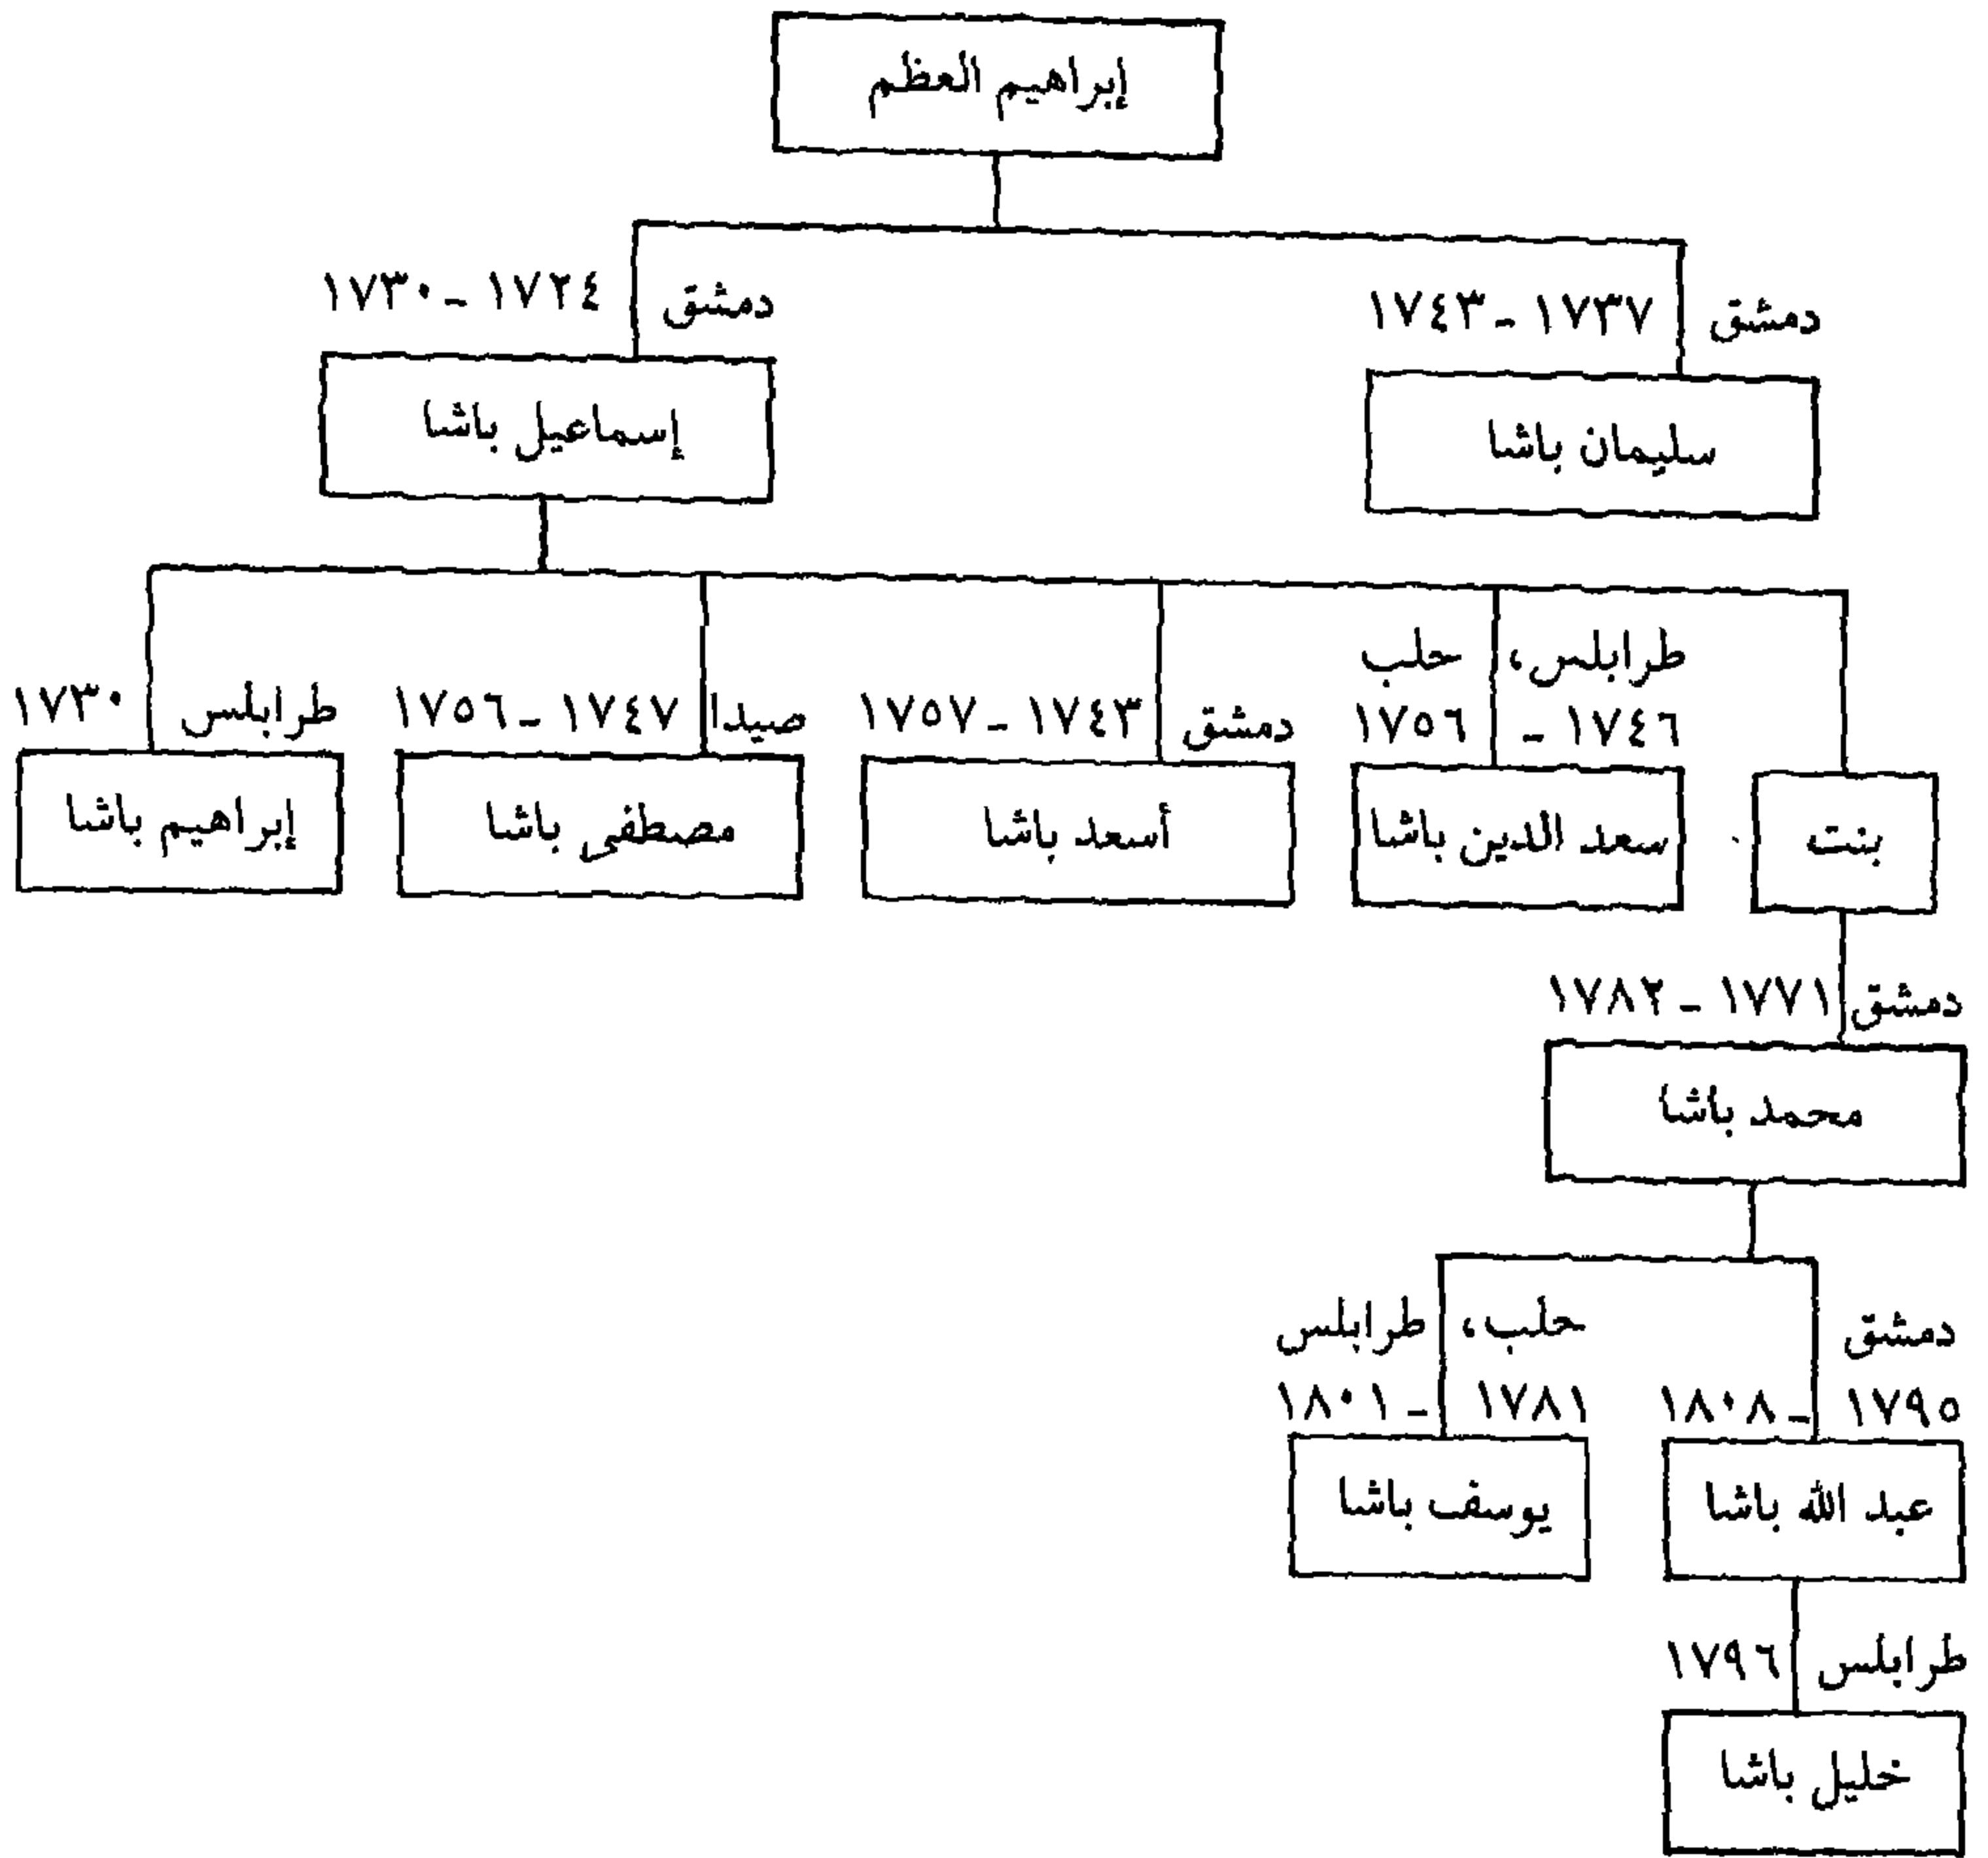 إبراهيم العظم
دمشق ١٧٣٧ - ١٧٤٣
سليمان باشا
دمشق ١٧٢٤ - ١٧٣٠
إسماعيل باشا
بنت
طرابلس، حلب
١٧٤٦ - ١٧٥٦
سعد الدين باشا
دمشق ١٧٤٣ - ١٧٥٧
أسعد باشا
صيدا ١٧٤٧ - ١٧٥٦
مصطفى باشا
طرابلس ١٧٣٠
إبراهيم باشا
دمشق ١٧٧١ - ١٧٨٢
محمد باشا
دمشق
١٧٩٥ - ١٨٠٨
عبد الله باشا
حلب، طرابلس
١٧٨١ - ١٨٠١
يوسف باشا
طرابلس ١٧٩٦
خليل باشا